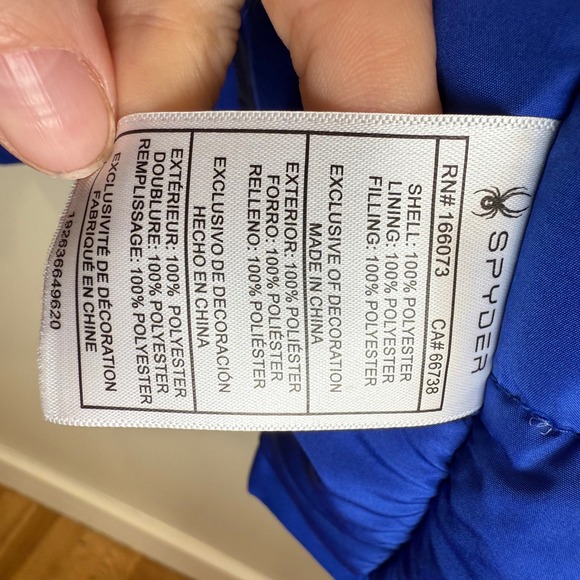 SPYDER
RN# 166073 CA# 66738
SHELL: 100% POLYESTER
LINING: 100% POLYESTER
FILLING: 100% POLYESTER
EXCLUSIVE OF DECORATION
MADE IN CHINA
EXTERIOR: 100% POLIÉSTER
FORRO: 100% POLIÉSTER
RELLENO: 100% POLIÉSTER
EXCLUSIVO DE DECORACIÓN
HECHO EN CHINA
EXTÉRIEUR: 100% POLYESTER
DOUBLURE: 100% POLYESTER
REMPLISSAGE: 100% POLYESTER
EXCLUSIVITÉ DE DÉCORATION
FABRIQUÉ EN CHINE
192636649620